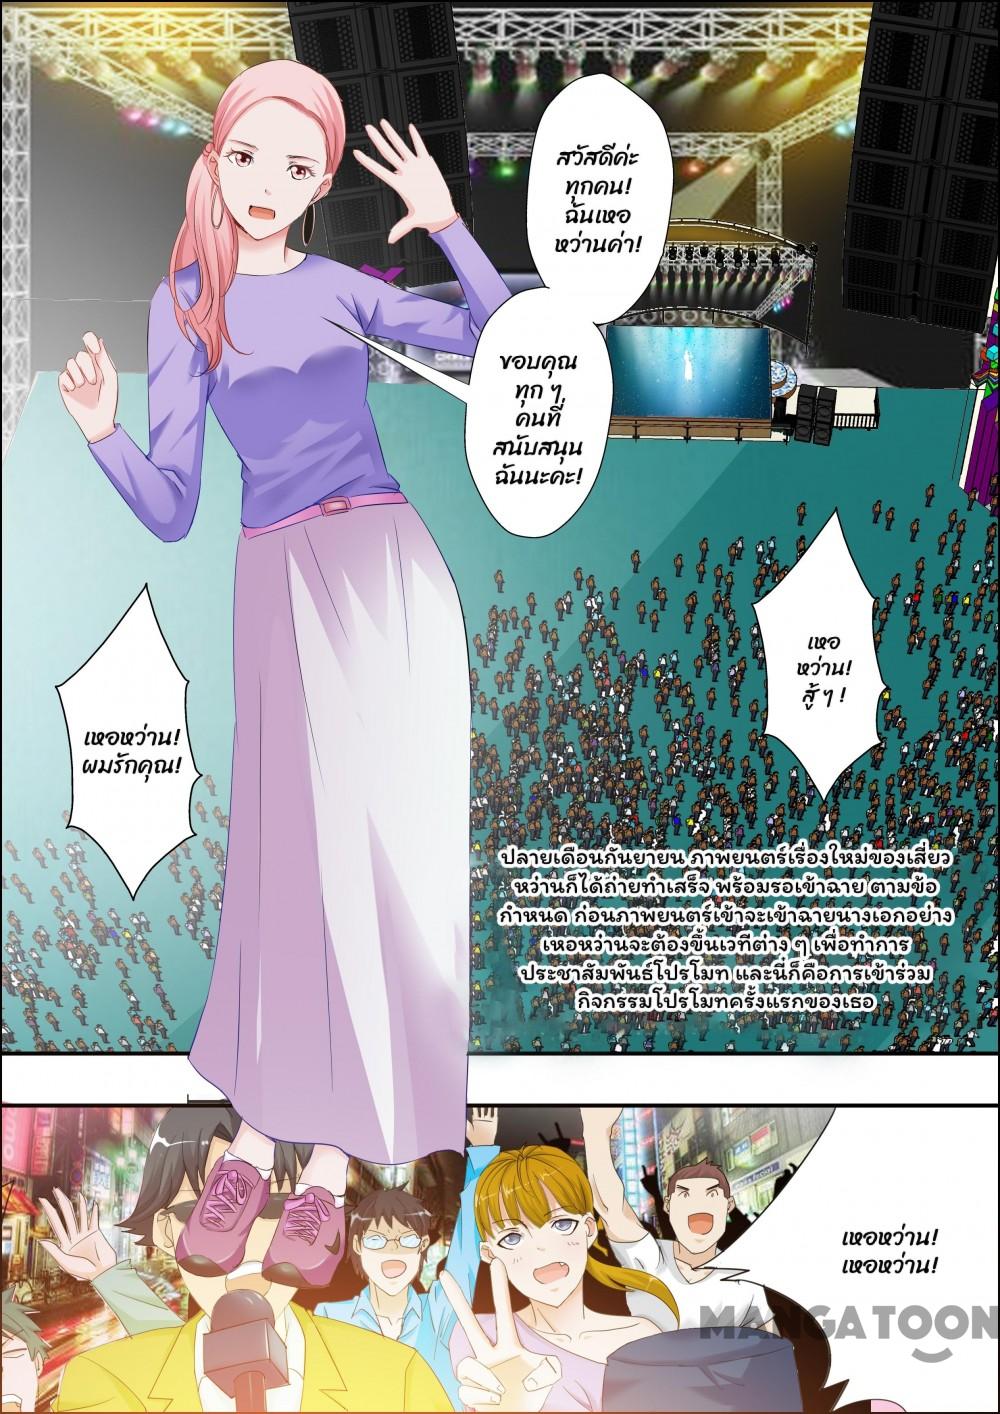 สวัสดีค่ะ
ทุกคน!
ฉันเหอ
หว่านค่า!
ขอบคุณ
ทุก ๆ
คนที่
สนับสนุน
ฉันนะคะ!
เหอ
หว่าน!
สู้ ๆ !
เหอหว่าน!
ผมรักคุณ!
ปลายเดือนกันยายน ภาพยนตร์เรื่องใหม่ของเสี่ยว
หว่านก็ได้ถ่ายทำเสร็จ พร้อมรอเข้าฉาย ตามข้อ
กำหนด ก่อนภาพยนตร์เข้าจะเข้าฉายนางเอกอย่าง
เหอหว่านจะต้องขึ้นเวทีต่าง ๆ เพื่อทำการ
ประชาสัมพันธ์โปรโมท และนี่ก็คือการเข้าร่วม
กิจกรรมโปรโมทครั้งแรกของเธอ
เหอหว่าน!
เหอหว่าน!
MANGATOON